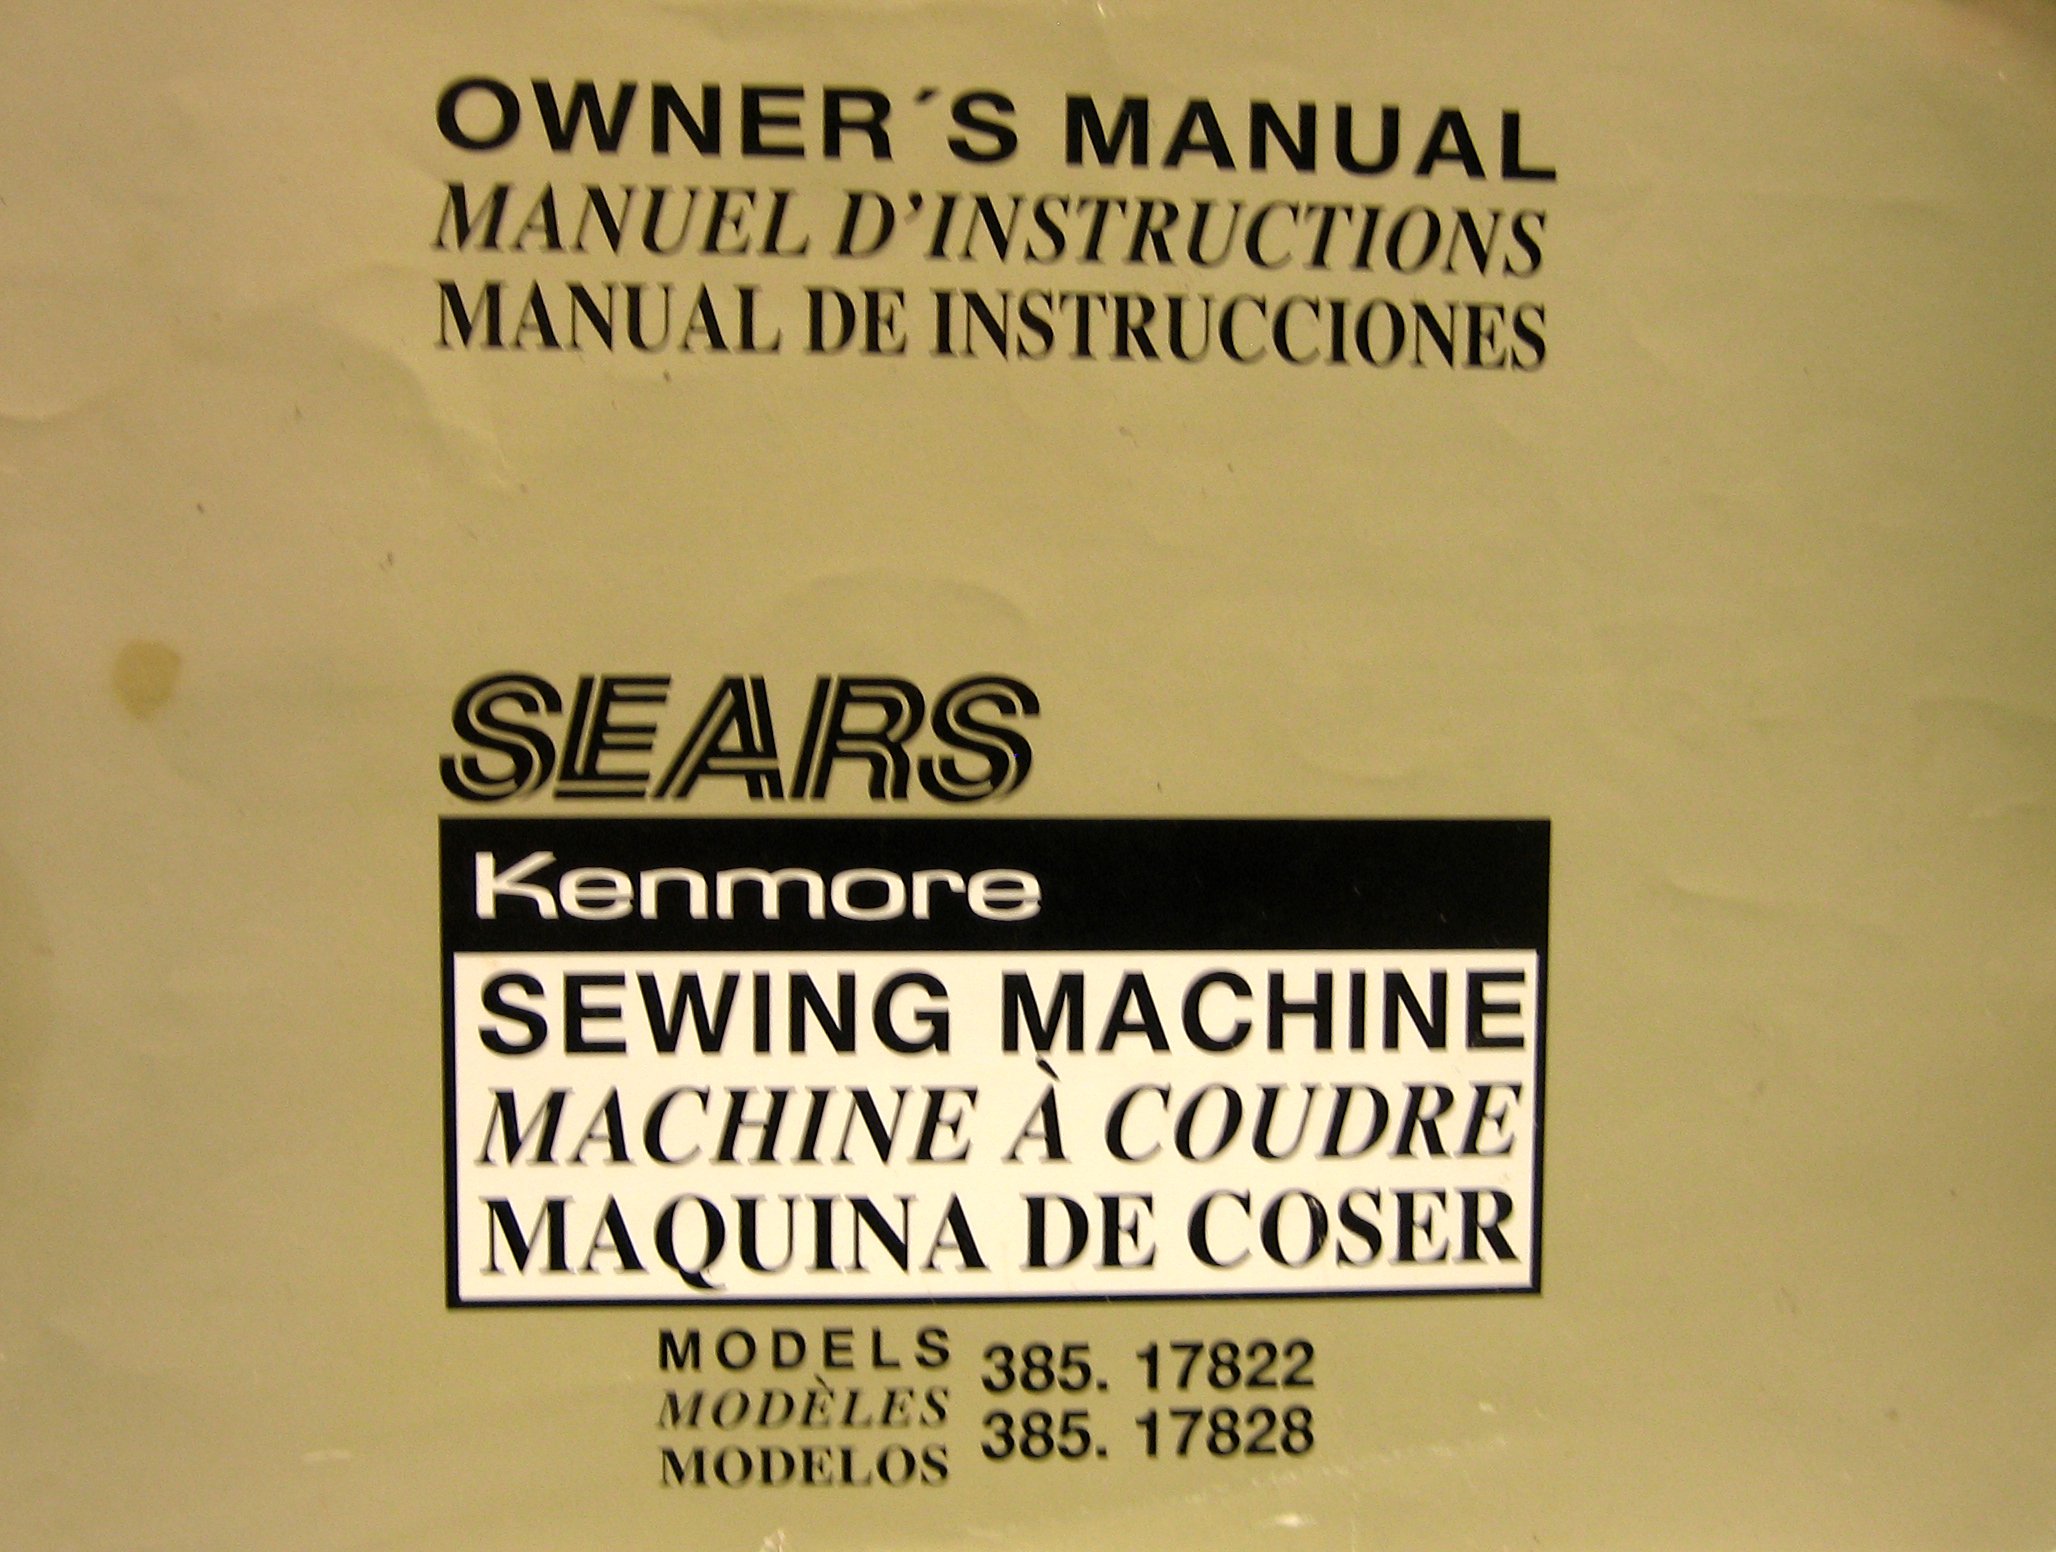 OWNER´S MANUAL
MANUEL D'INSTRUCTIONS
MANUAL DE INSTRUCCIONES
SEARS
Kenmore
SEWING MACHINE
MACHINE À COUDRE
MAQUINA DE COSER
MODELS 385. 17822
MODÈLES 385. 17828
MODELOS